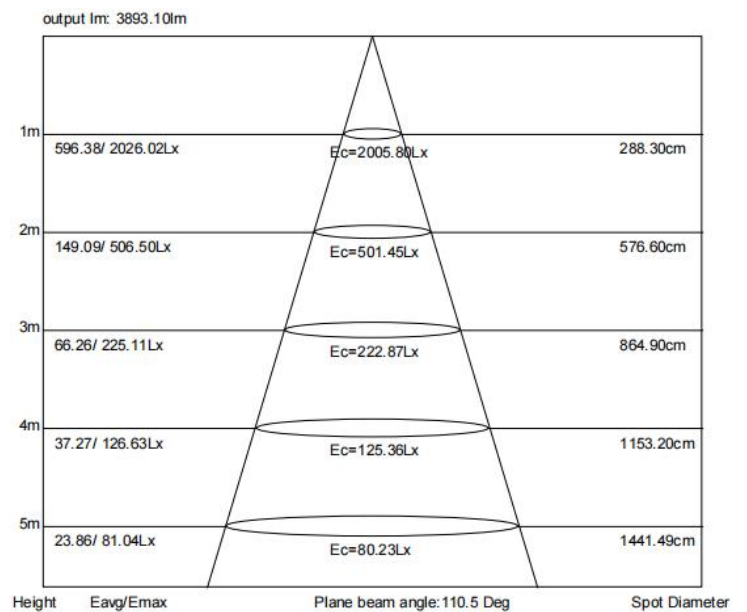 output lm: 3893.10lm
1m
596.38/ 2026.02Lx
Ec=2005.80Lx
288.30cm
2m
149.09/ 506.50Lx
Ec=501.45Lx
576.60cm
3m
66.26/ 225.11Lx
Ec=222.87Lx
864.90cm
4m
37.27/ 126.63Lx
Ec=125.36Lx
1153.20cm
5m
23.86/ 81.04Lx
Ec=80.23Lx
1441.49cm
Height Eavg/Emax Plane beam angle:110.5 Deg Spot Diameter